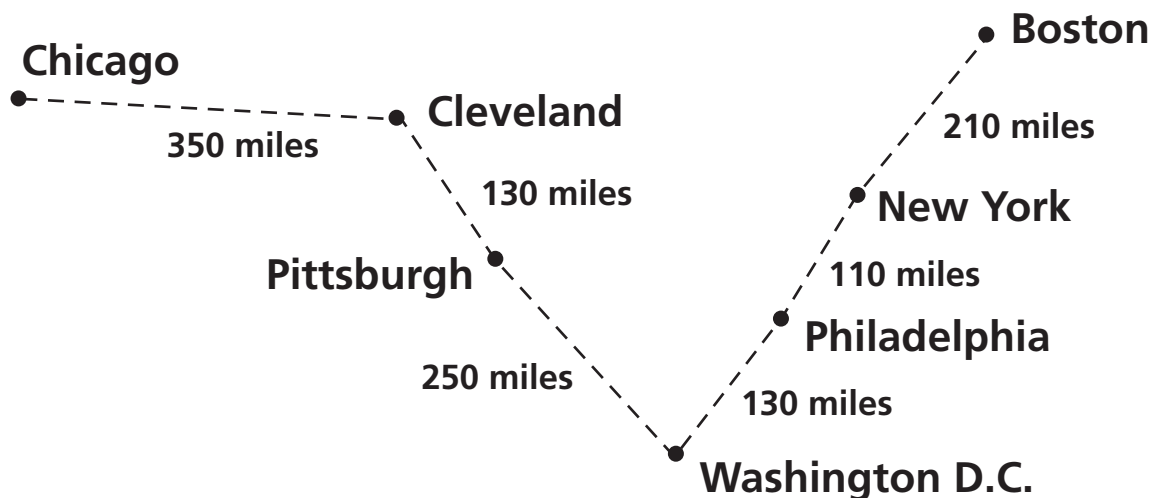 Chicago
Boston
Cleveland
350 miles
210 miles
130 miles
New York
Pittsburgh
110 miles
Philadelphia
250 miles
130 miles
Washington D.C.